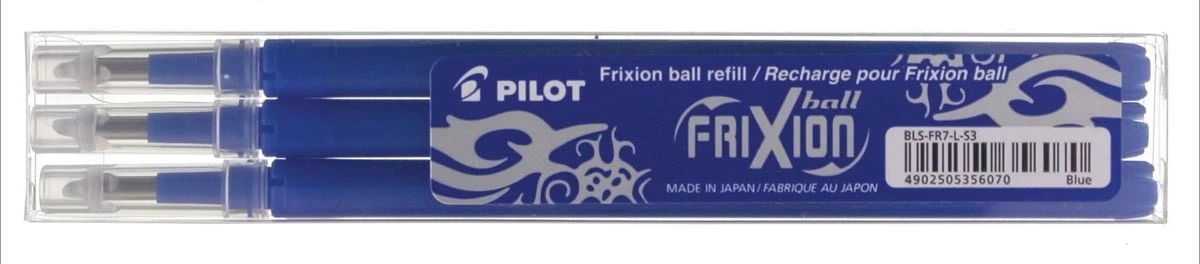 PILOT
Frixion ball refill / Recharge pour Frixion ball
ball
FRIXION
BLS-FR7-L-S3
4902505356070
Blue
MADE IN JAPAN / FABRIQUE AU JAPON